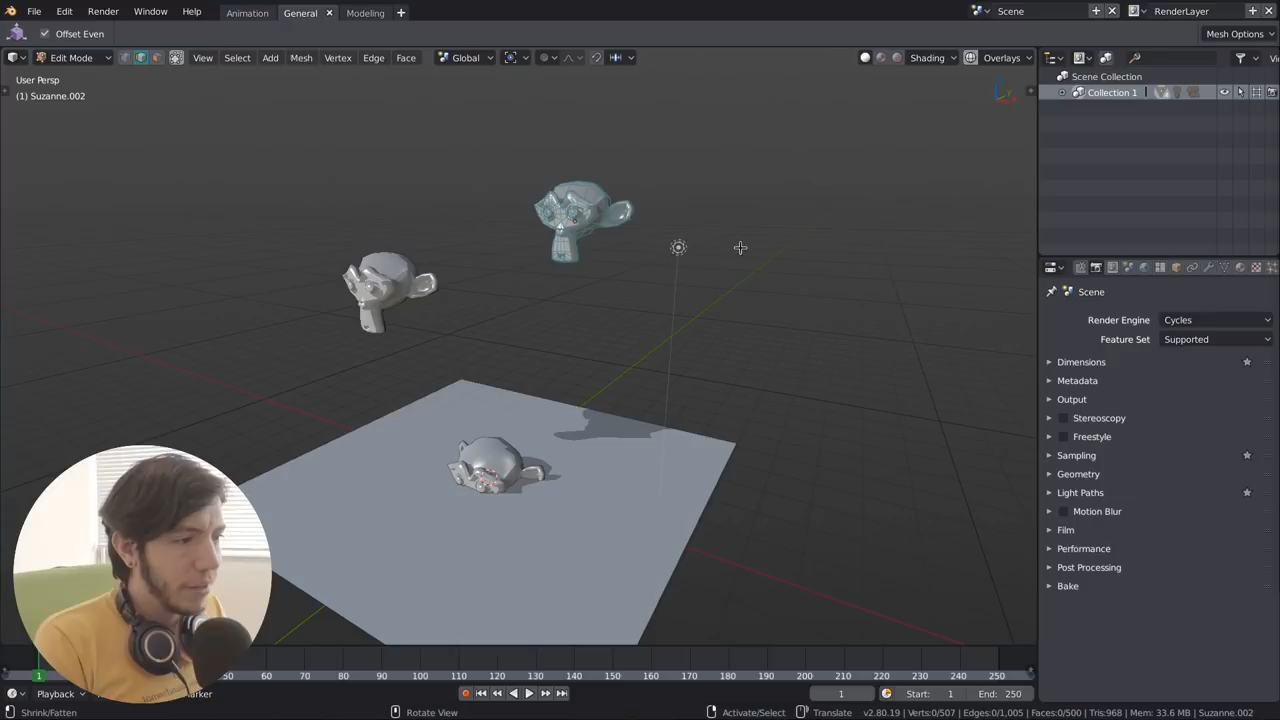 File Edit Render Window Help Animation General Modeling Scene RenderLayer
Offset Even Mesh Options
Edit Mode View Select Add Mesh Vertex Edge Face Global Shading Overlays
User Persp
(1) Suzanne.002
Scene Collection
Collection 1
Scene
Render Engine Cycles
Feature Set Supported
Dimensions
Metadata
Output
Stereoscopy
Freestyle
Sampling
Geometry
Light Paths
Motion Blur
Film
Performance
Post Processing
Bake
1 50 60 70 80 90 100 110 120 130 140 150 160 170 180 190 200 210 220 230 240 250
Playback Marker 1 Start: 1 End: 250
Shrink/Fatten Rotate View Activate/Select Translate v2.80.19 | Verts:0/507 | Edges:0/1,005 | Faces:0/500 | Tris:968 | Mem: 33.6 MB | Suzanne.002